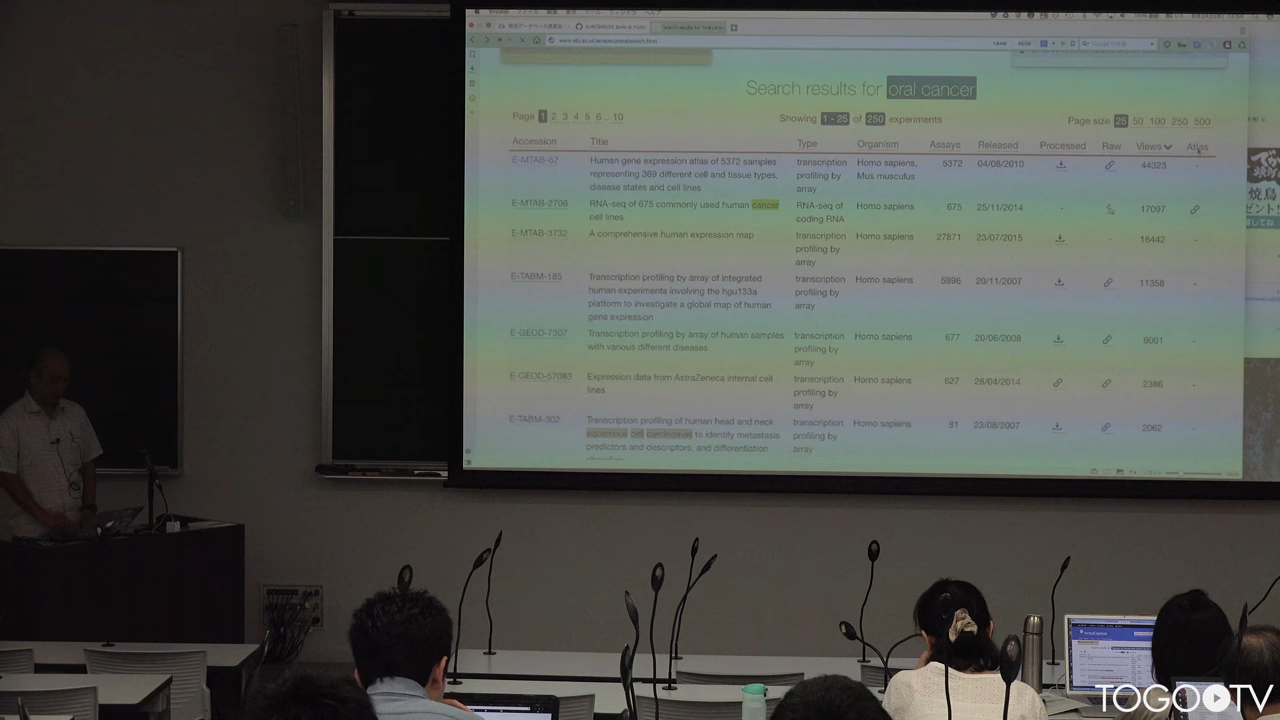 Search results for oral cancer
Page 1 2 3 4 5 6 .. 10
Showing 1 - 25 of 250 experiments
Page size 25 50 100 250 500
Accession Title Type Organism Assays Released Processed Raw Views Atlas
E-MTAB-62 Human gene expression atlas of 5372 samples transcription Homo sapiens, 5372 04/08/2010 44323 -
representing 369 different cell and tissue types, profiling by Mus musculus
disease states and cell lines array
E-MTAB-2706 RNA-seq of 675 commonly used human cancer RNA-seq of Homo sapiens 675 25/11/2014 - 17097
cell lines coding RNA
E-MTAB-3732 A comprehensive human expression map transcription Homo sapiens 27871 23/07/2015 - 16442 -
profiling by
array
E-TABM-185 Transcription profiling by array of integrated transcription Homo sapiens 5896 20/11/2007 11358 -
human experiments involving the hgu133a profiling by
platform to investigate a global map of human array
gene expression
E-GEOD-7307 Transcription profiling by array of human samples transcription Homo sapiens 677 20/06/2008 8001 -
with various different diseases profiling by
array
E-GEOD-57083 Expression data from AstraZeneca internal cell transcription Homo sapiens 627 28/04/2014 2386 -
lines profiling by
array
E-TABM-302 Transcription profiling of human head and neck transcription Homo sapiens 81 23/08/2007 2062 -
squamous cell carcinomas to identify metastasis profiling by
predictors and descriptors, and differentiation array
ArrayExpress
TOGOTV